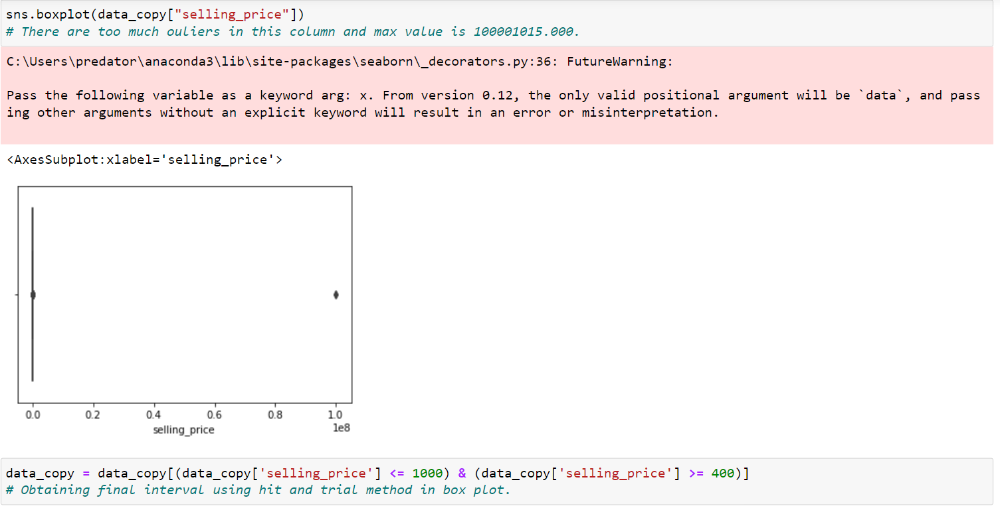 sns.boxplot(data_copy["selling_price"])
# There are too much ouliers in this column and max value is 100001015.000.
C:\Users\predator\anaconda3\lib\site-packages\seaborn\_decorators.py:36: FutureWarning:
Pass the following variable as a keyword arg: x. From version 0.12, the only valid positional argument will be `data`, and pass
ing other arguments without an explicit keyword will result in an error or misinterpretation.
<AxesSubplot:xlabel='selling_price'>
0.0 0.2 0.4 0.6 0.8 1.0
selling_price 1e8
data_copy = data_copy[(data_copy['selling_price'] <= 1000) & (data_copy['selling_price'] >= 400)]
# Obtaining final interval using hit and trial method in box plot.